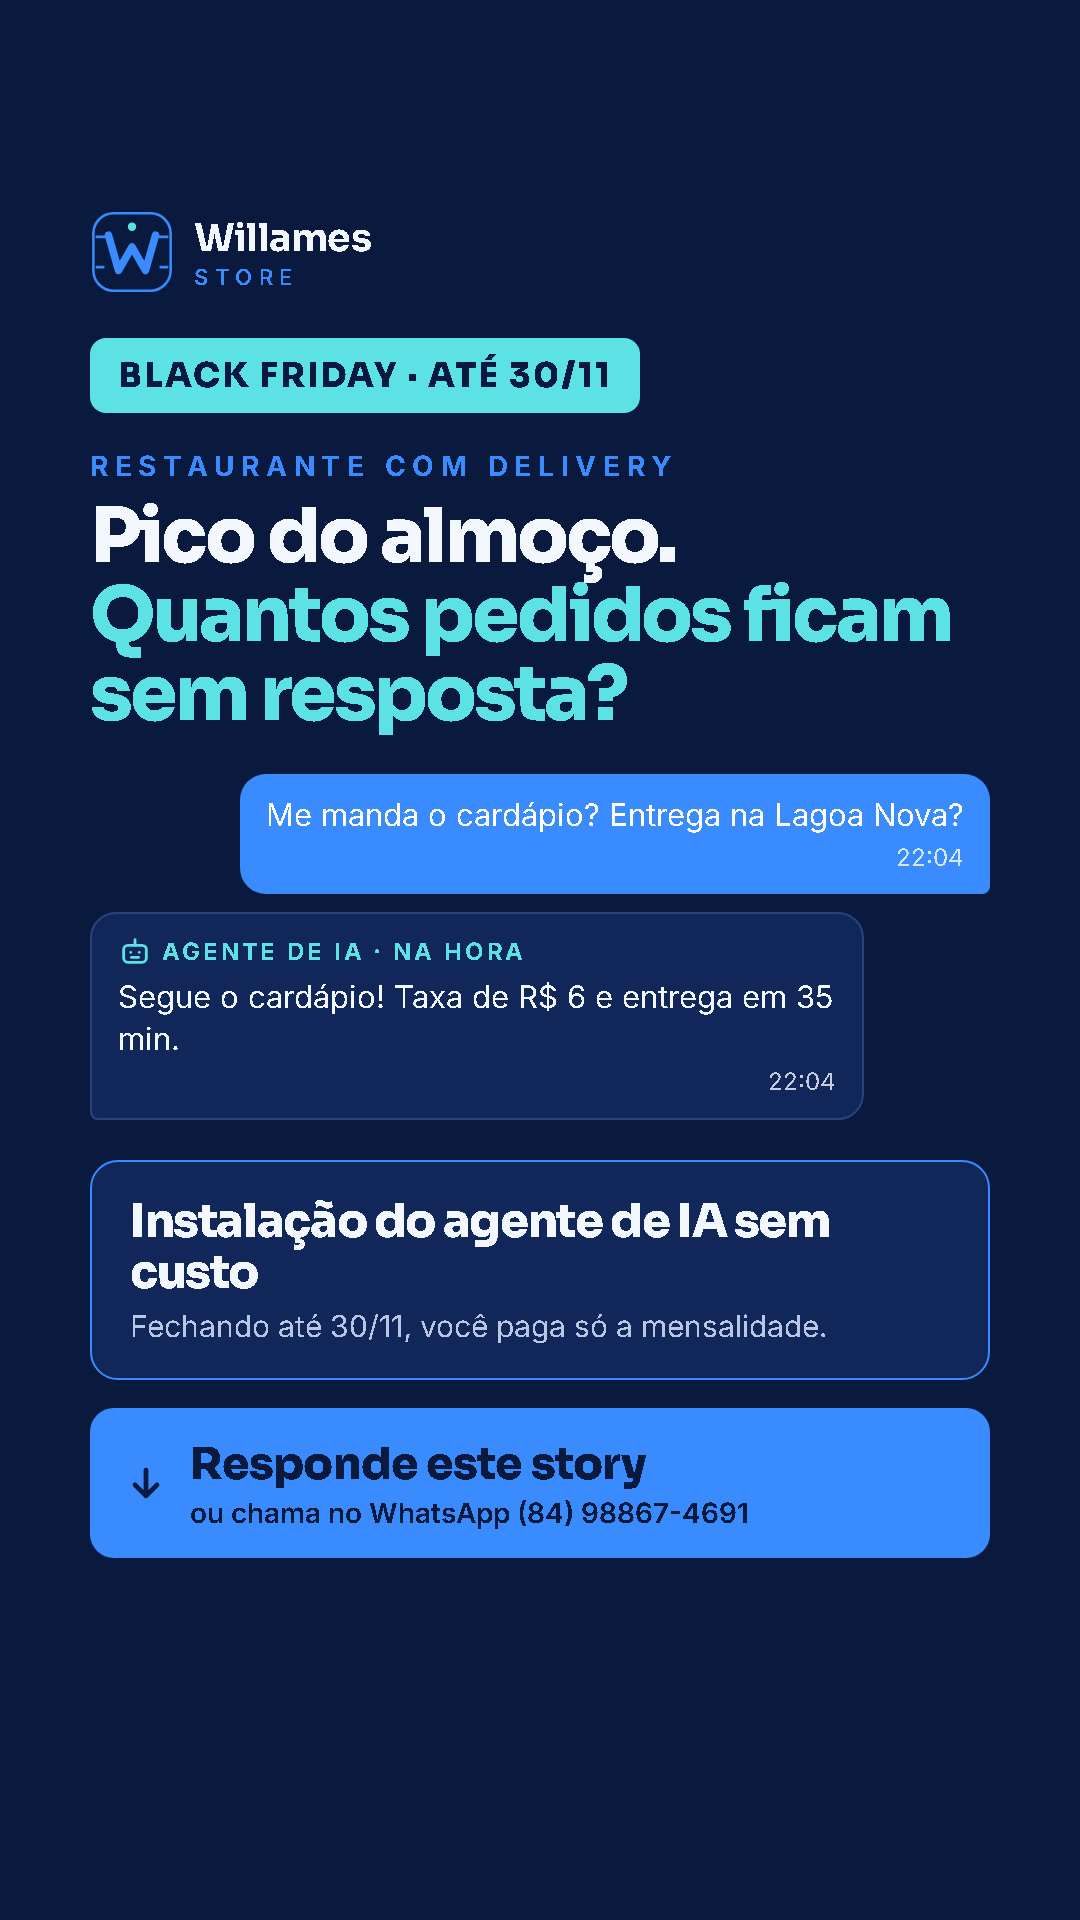 Willames
STORE
BLACK FRIDAY · ATÉ 30/11
RESTAURANTE COM DELIVERY
Pico do almoço.
Quantos pedidos ficam
sem resposta?
Me manda o cardápio? Entrega na Lagoa Nova?
22:04
AGENTE DE IA · NA HORA
Segue o cardápio! Taxa de R$ 6 e entrega em 35
min.
22:04
Instalação do agente de IA sem
custo
Fechando até 30/11, você paga só a mensalidade.
Responde este story
ou chama no WhatsApp (84) 98867-4691